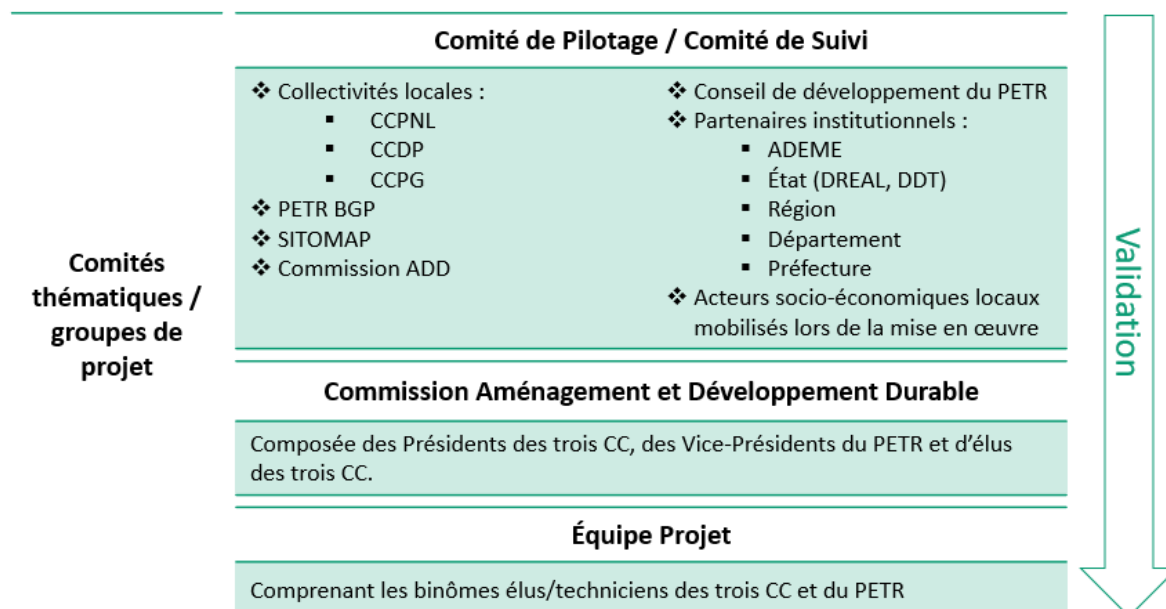 Comités
thématiques /
groupes de
projet
Comité de Pilotage / Comité de Suivi
❖ Collectivités locales :
▪ CCPNL
▪ CCDP
▪ CCPG
❖ PETR BGP
❖ SITOMAP
❖ Commission ADD
❖ Conseil de développement du PETR
❖ Partenaires institutionnels :
▪ ADEME
▪ État (DREAL, DDT)
▪ Région
▪ Département
▪ Préfecture
❖ Acteurs socio-économiques locaux
mobilisés lors de la mise en œuvre
Commission Aménagement et Développement Durable
Composée des Présidents des trois CC, des Vice-Présidents du PETR et d’élus
des trois CC.
Équipe Projet
Comprenant les binômes élus/techniciens des trois CC et du PETR
Validation